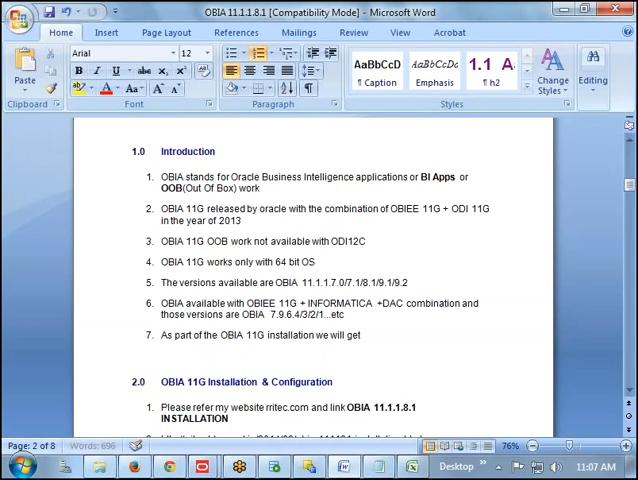 OBIA 11.1.1.8.1 [Compatibility Mode] - Microsoft Word
Home Insert Page Layout References Mailings Review View Acrobat
Arial 12
Paste
B I U abc x₂ x²
ab A Aa A A
AaBbCcD AaBbCcDc 1.1 A
¶ Caption Emphasis ¶ h2
Change Styles
Editing
Clipboard Font Paragraph Styles
1.0 Introduction
1. OBIA stands for Oracle Business Intelligence applications or BI Apps or
OOB(Out Of Box) work
2. OBIA 11G released by oracle with the combination of OBIEE 11G + ODI 11G
in the year of 2013
3. OBIA 11G OOB work not available with ODI12C
4. OBIA 11G works only with 64 bit OS
5. The versions available are OBIA 11.1.1.7.0/7.1/8.1/9.1/9.2
6. OBIA available with OBIEE 11G + INFORMATICA +DAC combination and
those versions are OBIA 7.9.6.4/3/2/1...etc
7. As part of the OBIA 11G installation we will get
2.0 OBIA 11G Installation & Configuration
1. Please refer my website rritec.com and link OBIA 11.1.1.8.1
INSTALLATION
Page: 2 of 8 Words: 696 76%
Desktop 11:07 AM